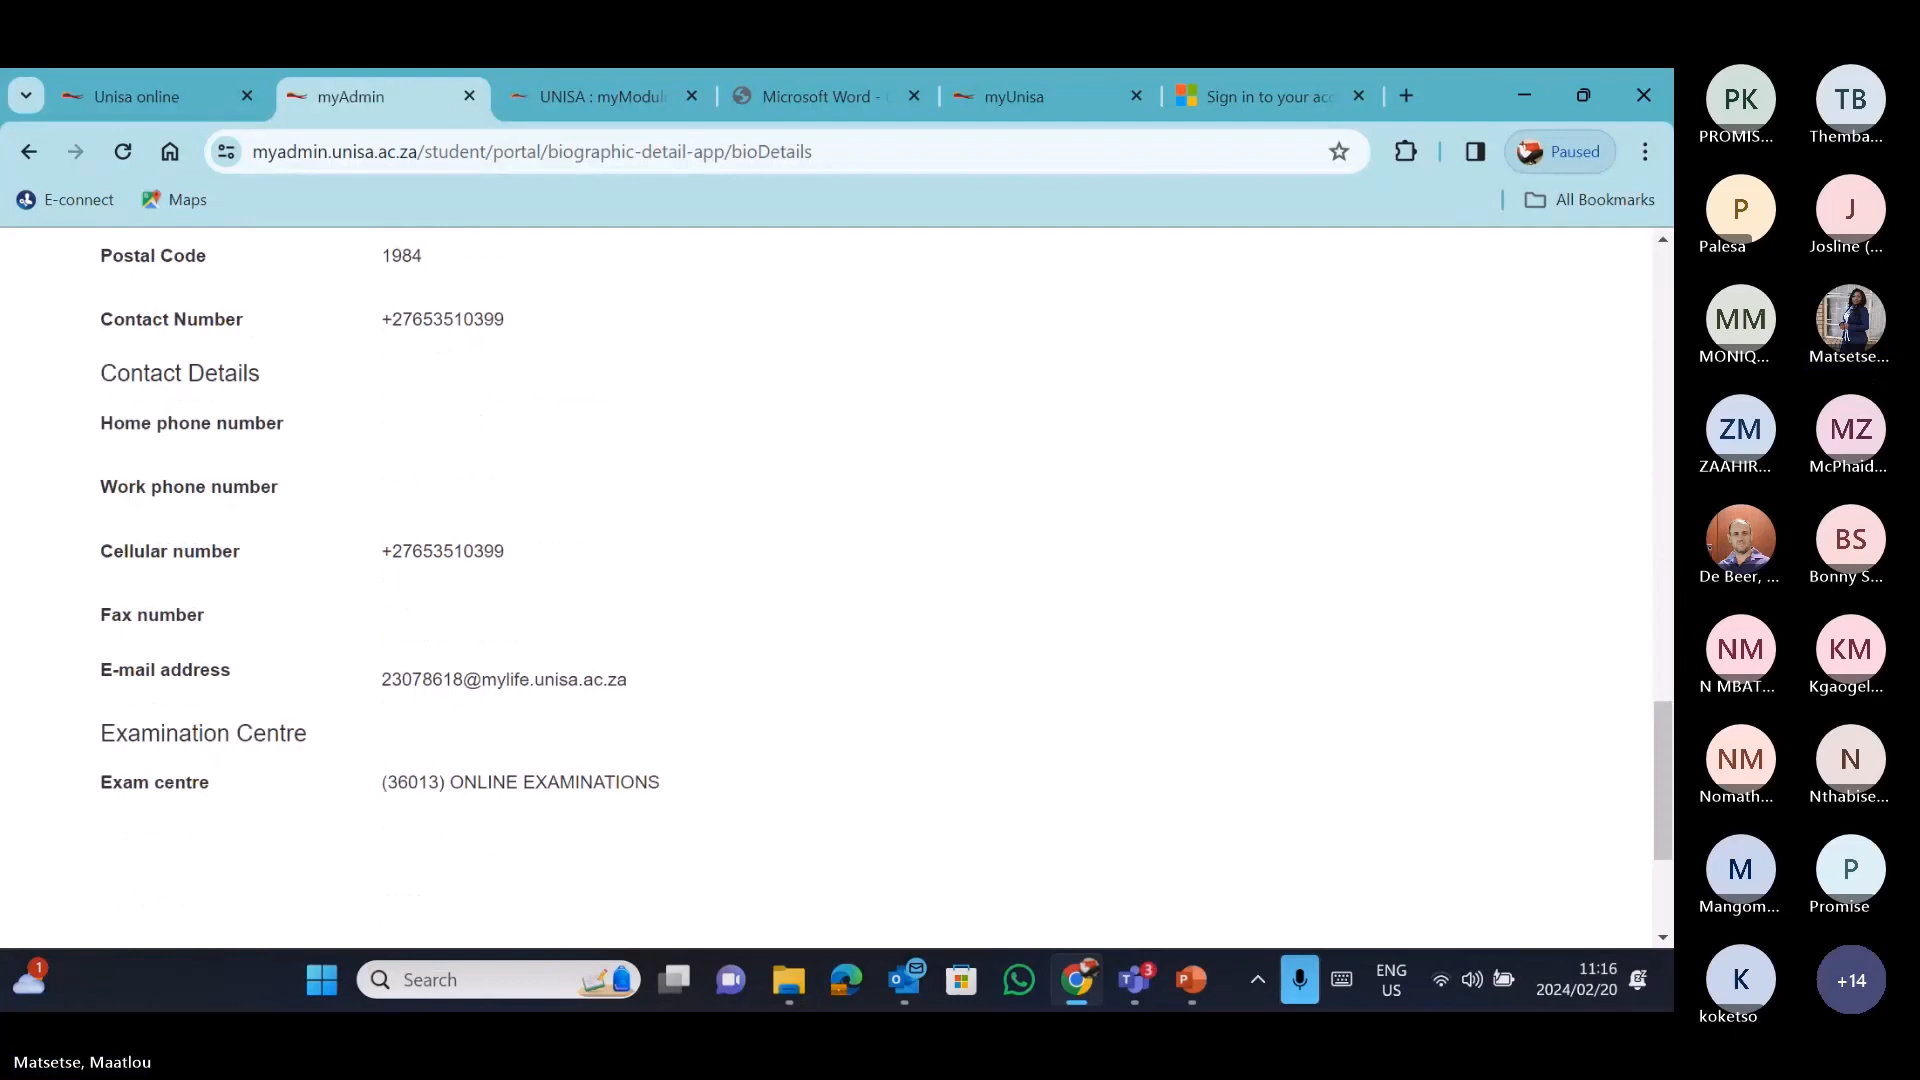 Unisa online
myAdmin
UNISA : myModul
Microsoft Word -
myUnisa
Sign in to your acc
myadmin.unisa.ac.za/student/portal/biographic-detail-app/bioDetails
Paused
E-connect
Maps
All Bookmarks
Postal Code 1984
Contact Number +27653510399
Contact Details
Home phone number
Work phone number
Cellular number +27653510399
Fax number
E-mail address 23078618@mylife.unisa.ac.za
Examination Centre
Exam centre (36013) ONLINE EXAMINATIONS
1
Search
3
ENG
US
11:16
2024/02/20
Matsetse, Maatlou
PK TB
PROMIS... Themba...
P J
Palesa Josline (...
MM
MONIQ... Matsetse...
ZM MZ
ZAAHIR... McPhaid...
BS
De Beer, ... Bonny S...
NM KM
N MBAT... Kgaogel...
NM N
Nomath... Nthabise...
M P
Mangom... Promise
K +14
koketso